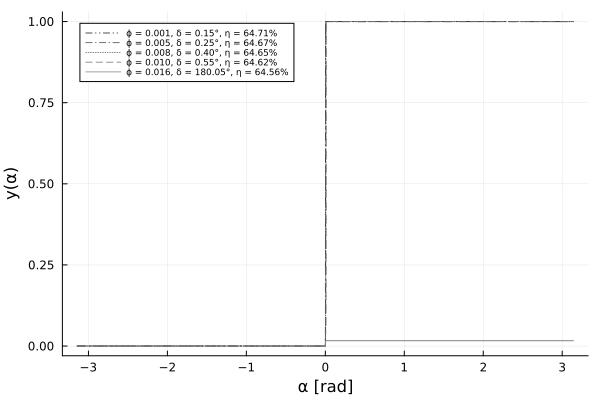 ϕ = 0.001, δ = 0.15°, η = 64.71%
ϕ = 0.005, δ = 0.25°, η = 64.67%
ϕ = 0.008, δ = 0.40°, η = 64.65%
ϕ = 0.010, δ = 0.55°, η = 64.62%
ϕ = 0.016, δ = 180.05°, η = 64.56%
1.00
0.75
0.50
0.25
0.00
y(α)
−3 −2 −1 0 1 2 3
α [rad]